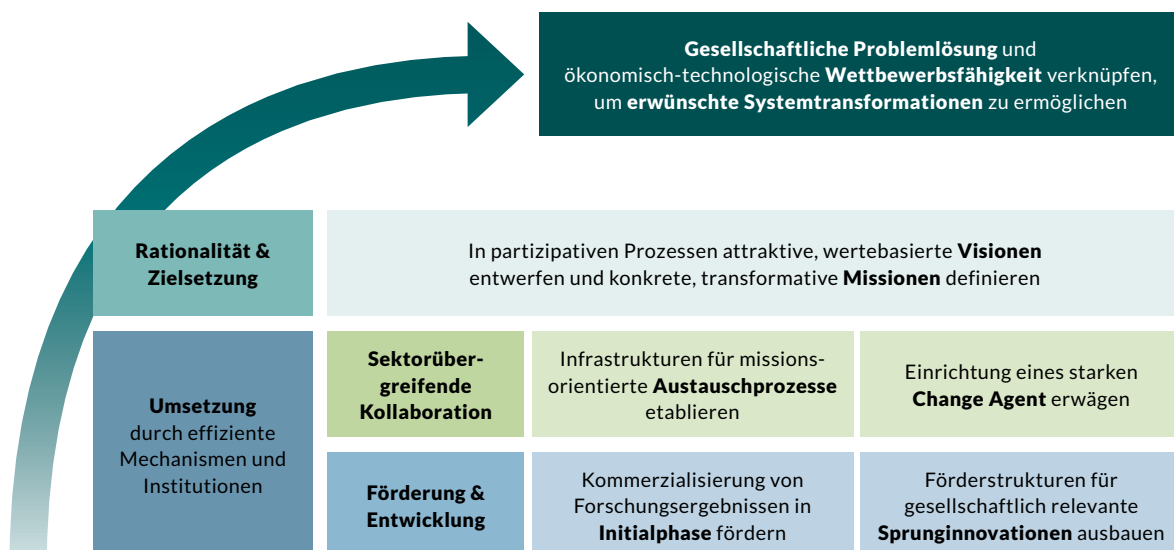 Gesellschaftliche Problemlösung und
ökonomisch-technologische Wettbewerbsfähigkeit verknüpfen,
um erwünschte Systemtransformationen zu ermöglichen
Rationalität &
Zielsetzung
In partizipativen Prozessen attraktive, wertebasierte Visionen
entwerfen und konkrete, transformative Missionen definieren
Umsetzung
durch effiziente
Mechanismen und
Institutionen
Sektorüber-
greifende
Kollaboration
Infrastrukturen für missions-
orientierte Austauschprozesse
etablieren
Einrichtung eines starken
Change Agent erwägen
Förderung &
Entwicklung
Kommerzialisierung von
Forschungsergebnissen in
Initialphase fördern
Förderstrukturen für
gesellschaftlich relevante
Sprunginnovationen ausbauen